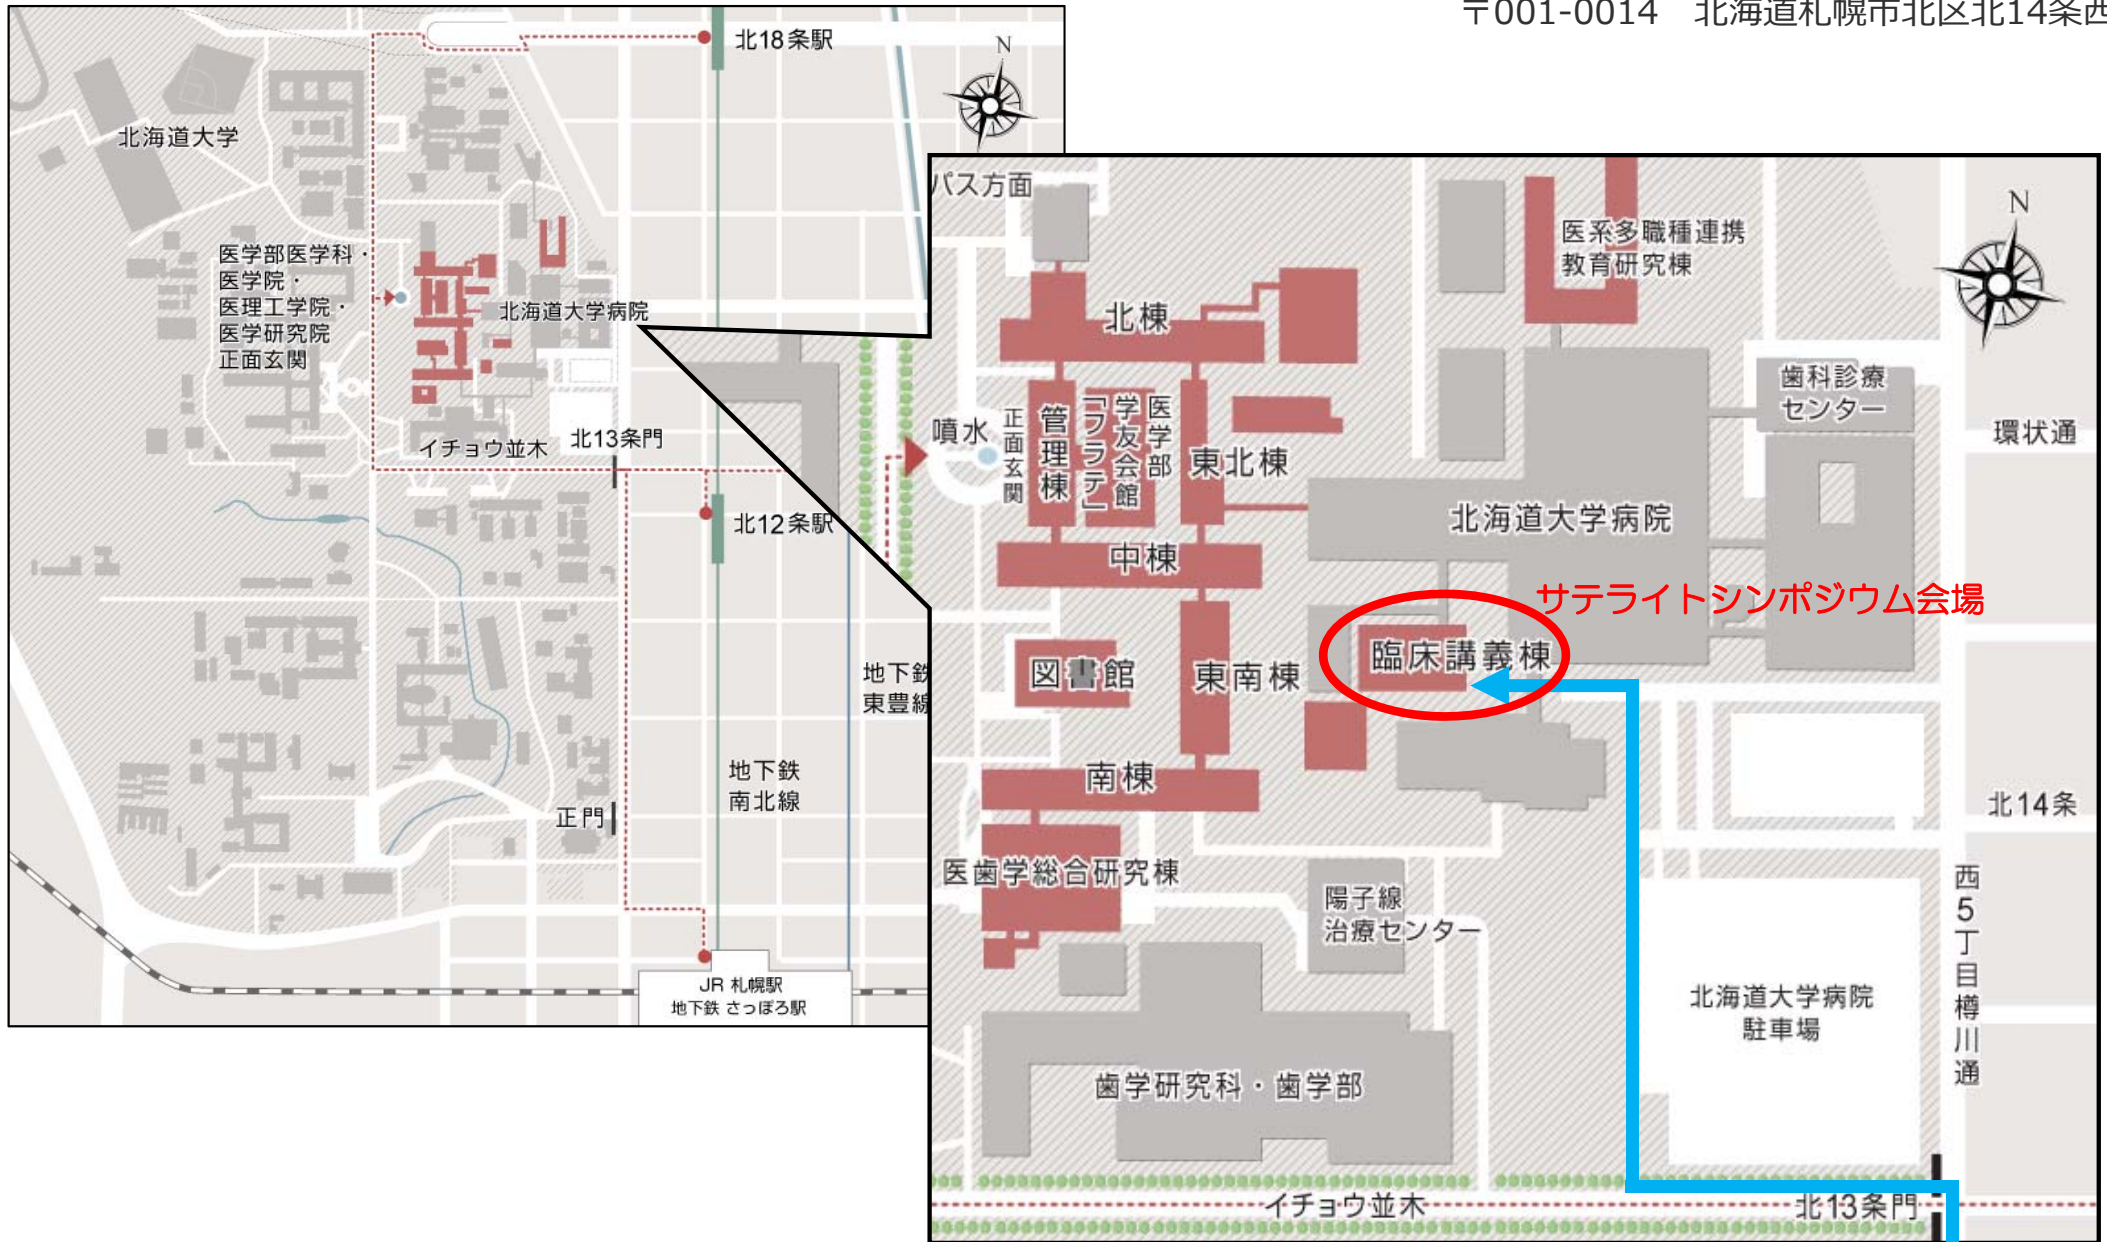 〒001-0014　北海道札幌市北区北14条西
北18条駅
N
北海道大学
医学部医学科・
医学院・
医理工学院・
医学研究院
正面玄関
北海道大学病院
イチョウ並木
北13条門
北12条駅
地下鉄
東豊線
地下鉄
南北線
正門
JR 札幌駅
地下鉄 さっぽろ駅
パス方面
N
医系多職種連携
教育研究棟
北棟
歯科診療
センター
環状通
噴水
正面玄関
管理棟
医学部
学友会館
「フラテ」
東北棟
北海道大学病院
中棟
サテライトシンポジウム会場
臨床講義棟
図書館
東南棟
南棟
北14条
医歯学総合研究棟
陽子線
治療センター
西5丁目樽川通
北海道大学病院
駐車場
歯学研究科・歯学部
イチョウ並木
北13条門